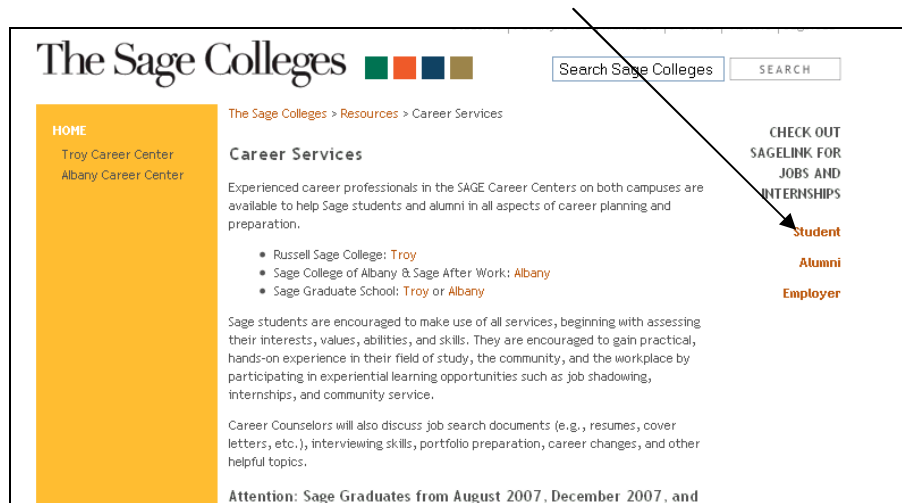 The Sage Colleges
Search Sage Colleges
SEARCH
HOME
Troy Career Center
Albany Career Center
The Sage Colleges > Resources > Career Services
Career Services
Experienced career professionals in the SAGE Career Centers on both campuses are
available to help Sage students and alumni in all aspects of career planning and
preparation.
• Russell Sage College: Troy
• Sage College of Albany & Sage After Work: Albany
• Sage Graduate School: Troy or Albany
Sage students are encouraged to make use of all services, beginning with assessing
their interests, values, abilities, and skills. They are encouraged to gain practical,
hands-on experience in their field of study, the community, and the workplace by
participating in experiential learning opportunities such as job shadowing,
internships, and community service.
Career Counselors will also discuss job search documents (e.g., resumes, cover
letters, etc.), interviewing skills, portfolio preparation, career changes, and other
helpful topics.
Attention: Sage Graduates from August 2007, December 2007, and
CHECK OUT
SAGELINK FOR
JOBS AND
INTERNSHIPS
Student
Alumni
Employer